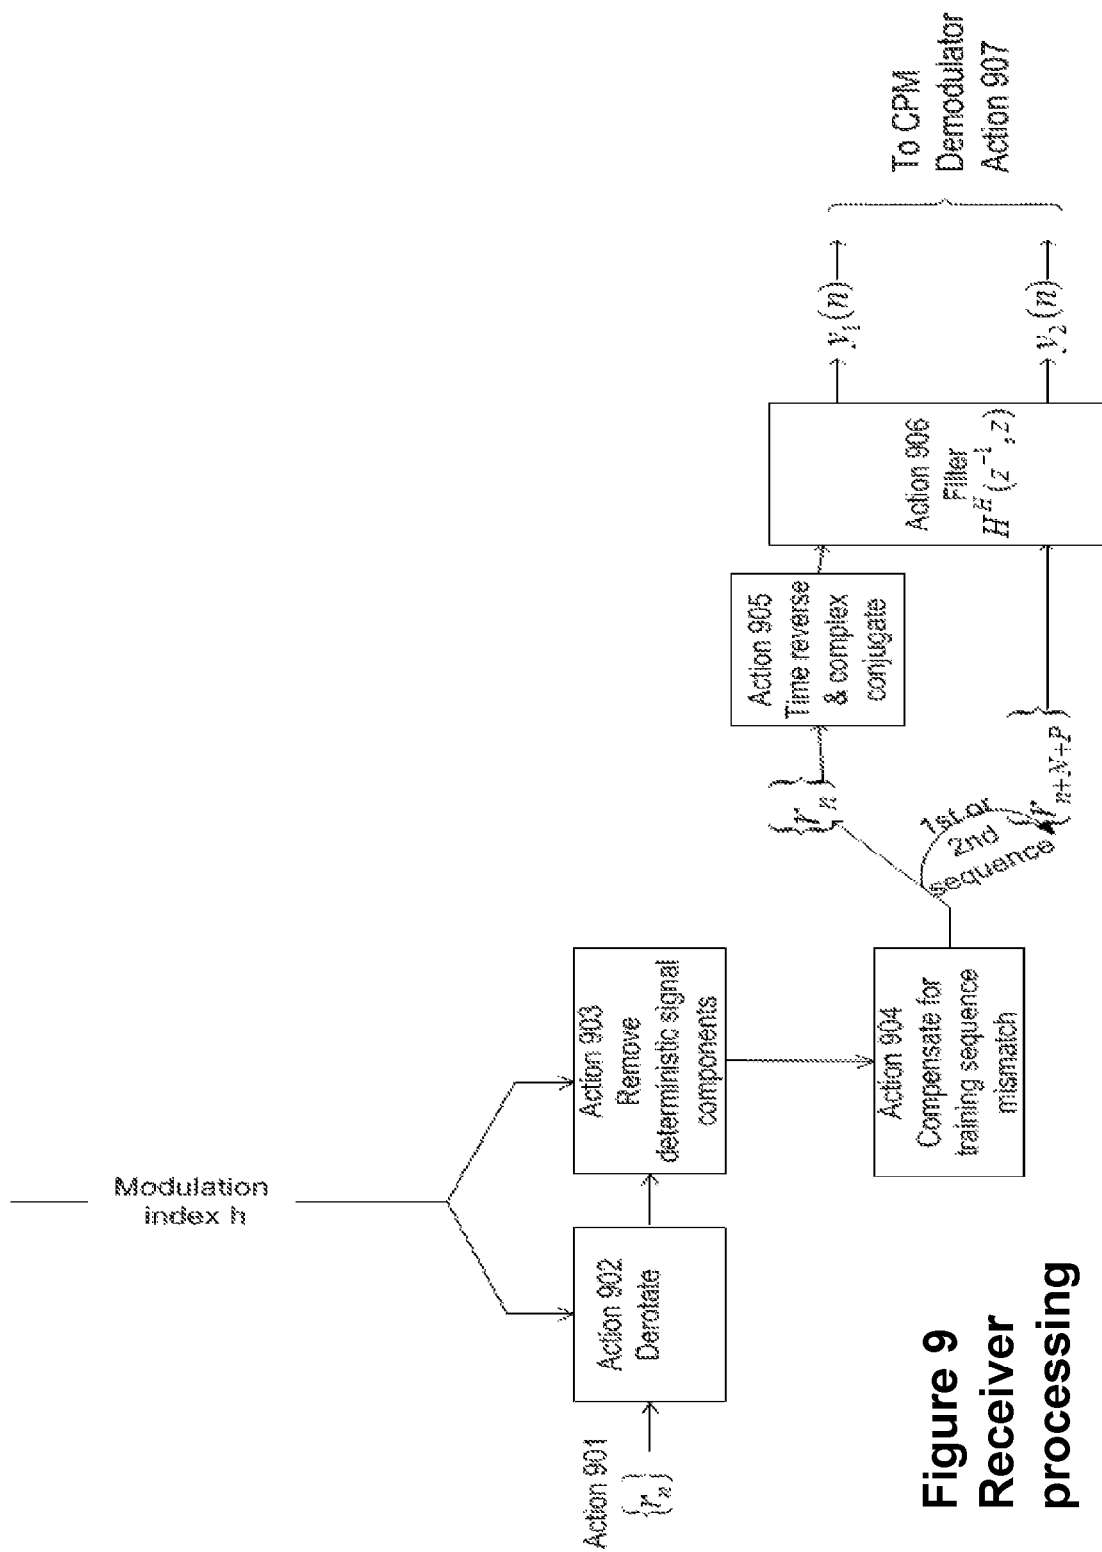 Modulation
index h
Action 901
{r_n}
Action 902
Derotate
Action 903
Remove
deterministic signal
components
Action 904
Compensate for
training sequence
mismatch
1st or
2nd
sequence
{r_n}
{r_{n+N+P}}
Action 905
Time reverse
& complex
conjugate
Action 906
Filter
H^H(z^{-1}, z)
y_1(n)
y_2(n)
To CPM
Demodulator
Action 907
Figure 9
Receiver
processing